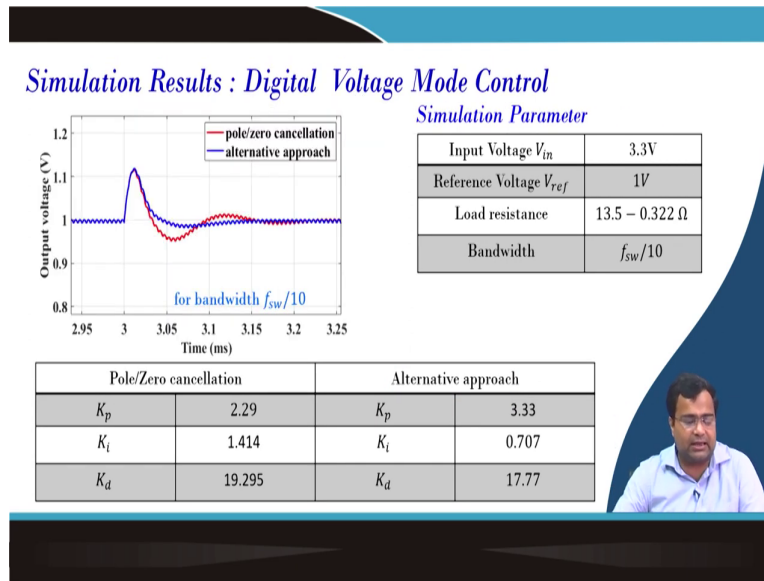 Simulation Results : Digital Voltage Mode Control
Simulation Parameter
Output voltage (V)
1.2
1.1
1
0.9
0.8
pole/zero cancellation
alternative approach
for bandwidth f_sw/10
2.95 3 3.05 3.1 3.15 3.2 3.25
Time (ms)
Input Voltage V_in 3.3V
Reference Voltage V_ref 1V
Load resistance 13.5 − 0.322 Ω
Bandwidth f_sw/10
Pole/Zero cancellation Alternative approach
K_p 2.29 K_p 3.33
K_i 1.414 K_i 0.707
K_d 19.295 K_d 17.77